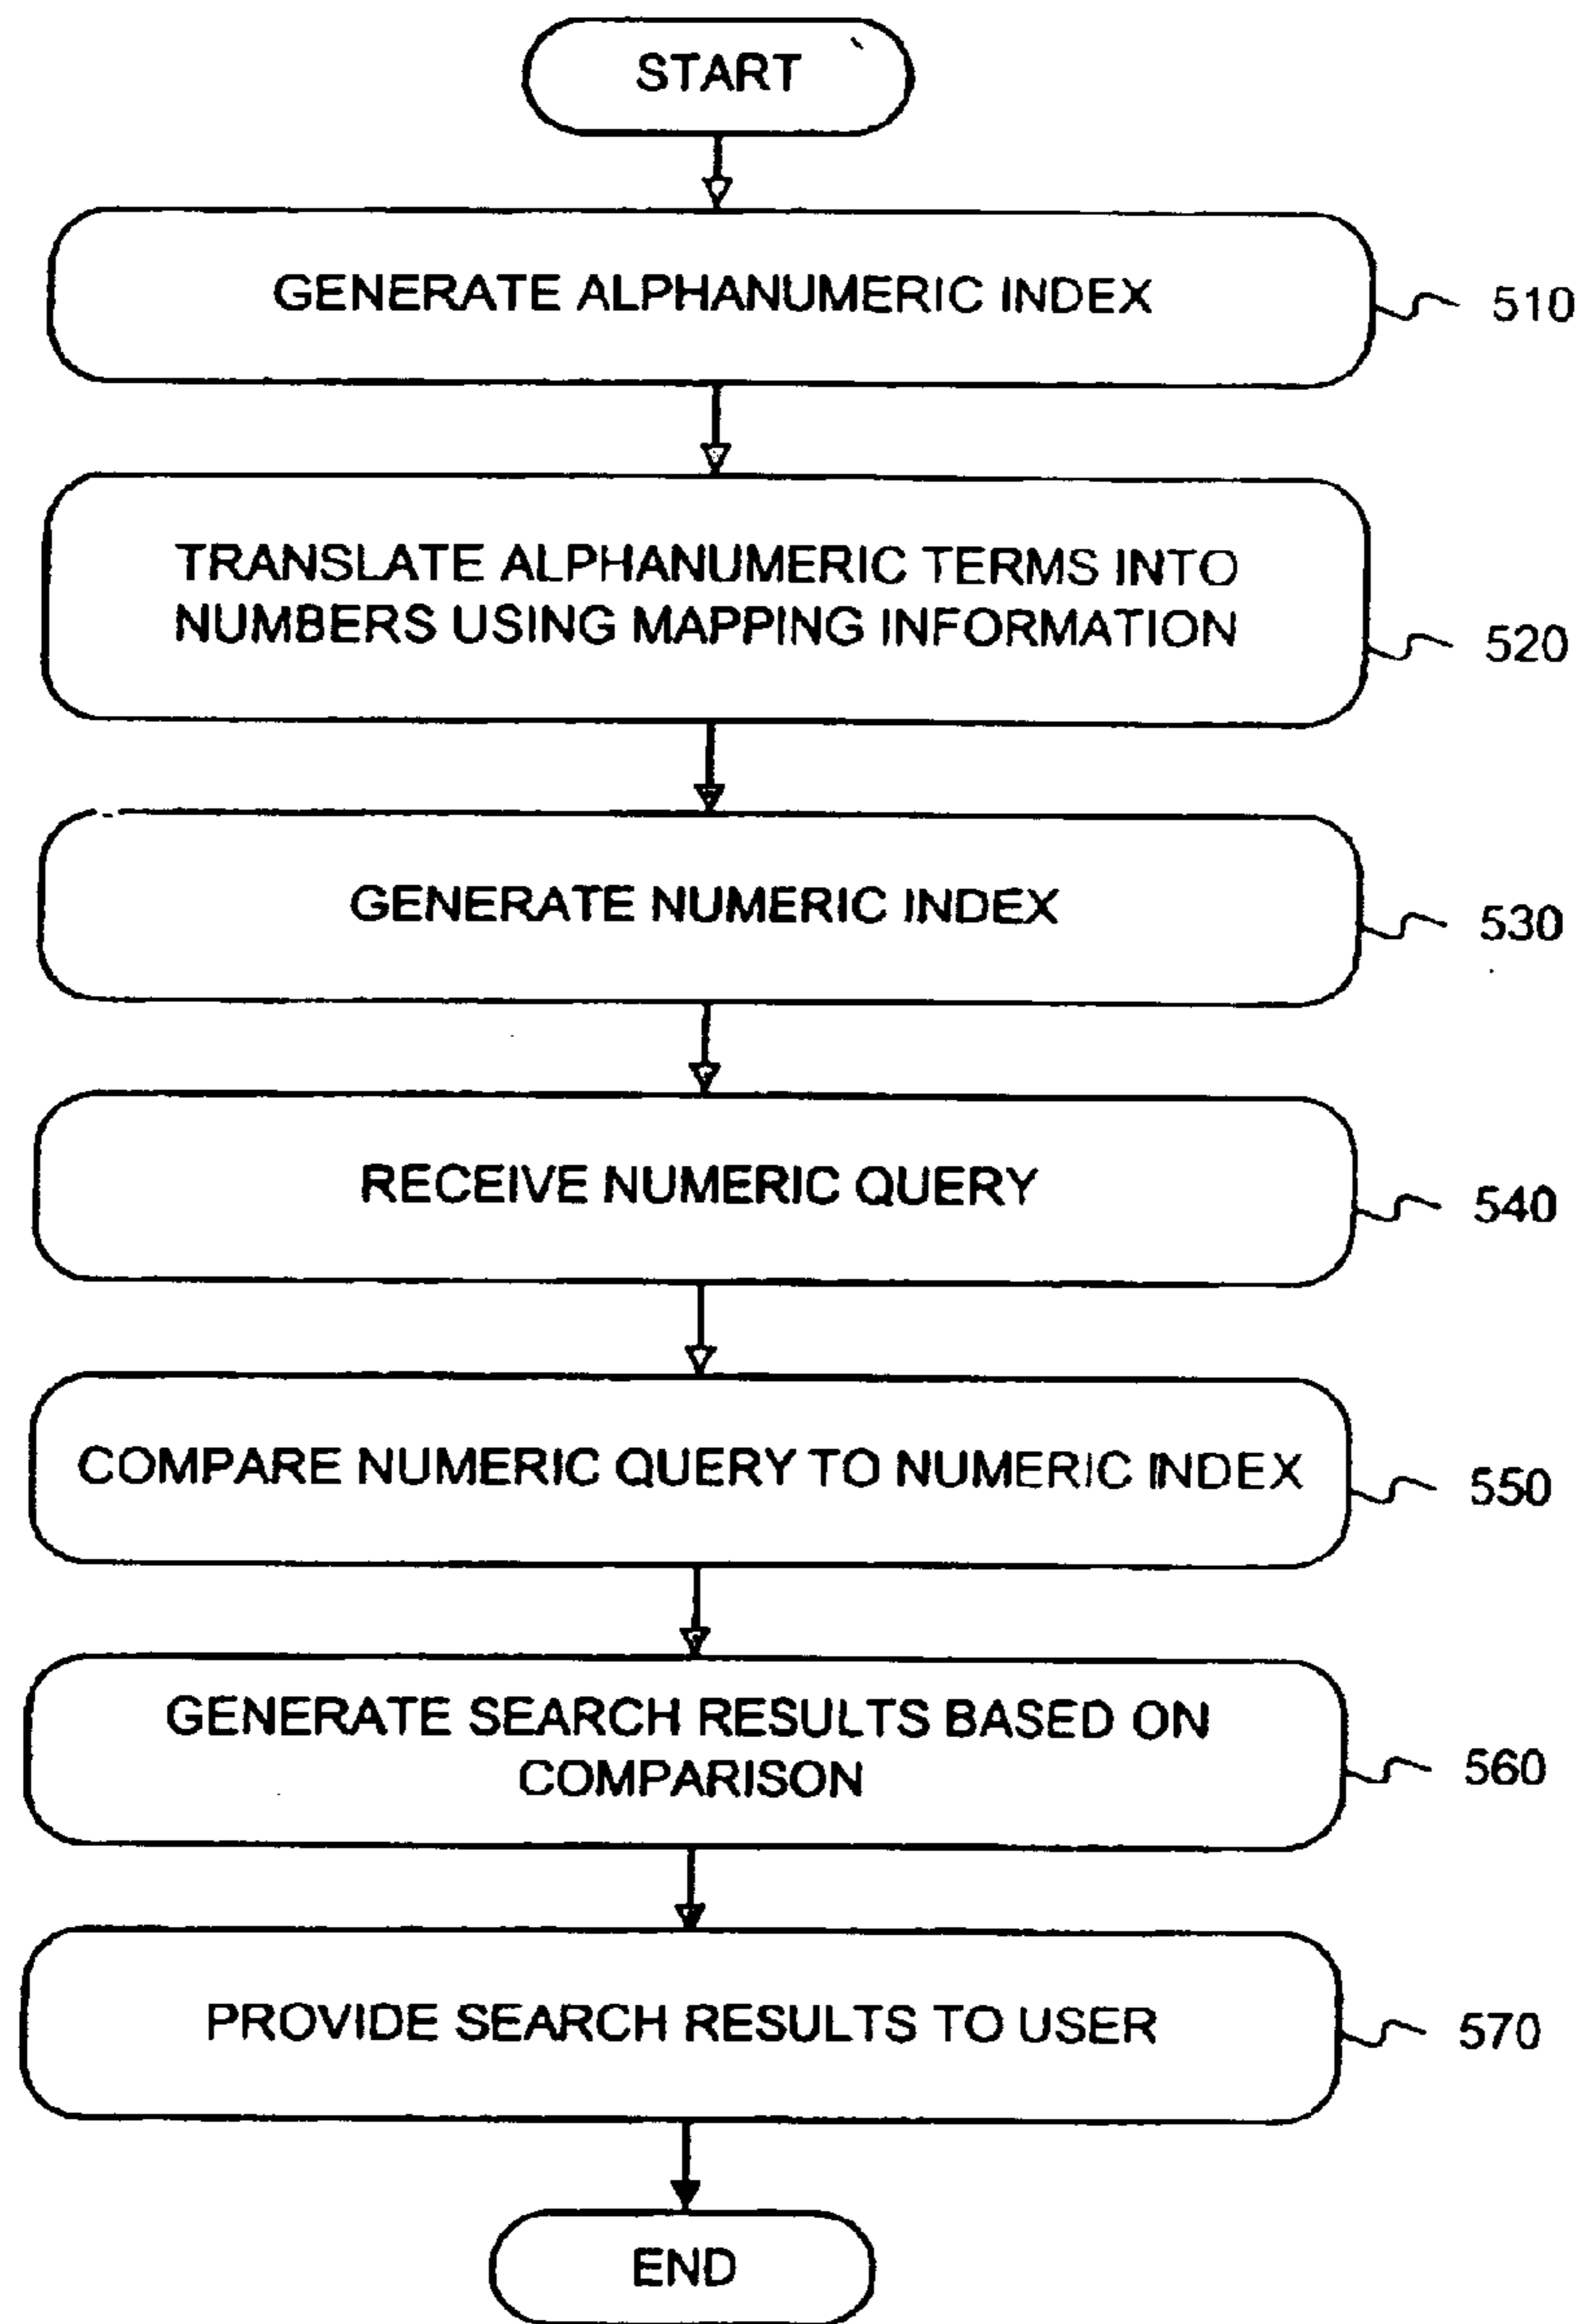 START
GENERATE ALPHANUMERIC INDEX
510
TRANSLATE ALPHANUMERIC TERMS INTO
NUMBERS USING MAPPING INFORMATION
520
GENERATE NUMERIC INDEX
530
RECEIVE NUMERIC QUERY
540
COMPARE NUMERIC QUERY TO NUMERIC INDEX
550
GENERATE SEARCH RESULTS BASED ON
COMPARISON
560
PROVIDE SEARCH RESULTS TO USER
570
END